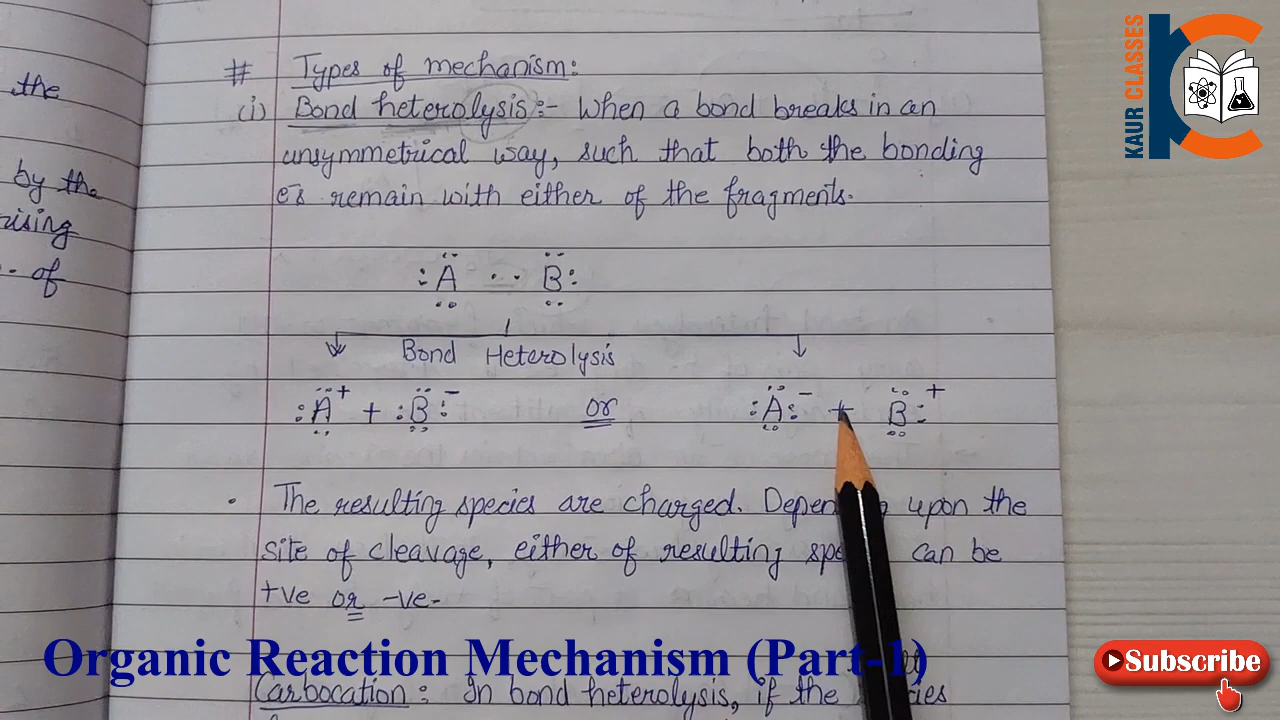 the
by the
rising
of
# Types of mechanism:
(i) Bond heterolysis :- When a bond breaks in an
unsymmetrical way, such that both the bonding
e⁻s remain with either of the fragments.
:A ·· B:
Bond Heterolysis
:A⁺ + :B:⁻ or :A:⁻ + B:⁺
· The resulting species are charged. Depen upon the
site of cleavage, either of resulting spe can be
+ve or -ve-
Organic Reaction Mechanism (Part-1)
Carbocation : In bond heterolysis, if the
KAUR CLASSES
Subscribe